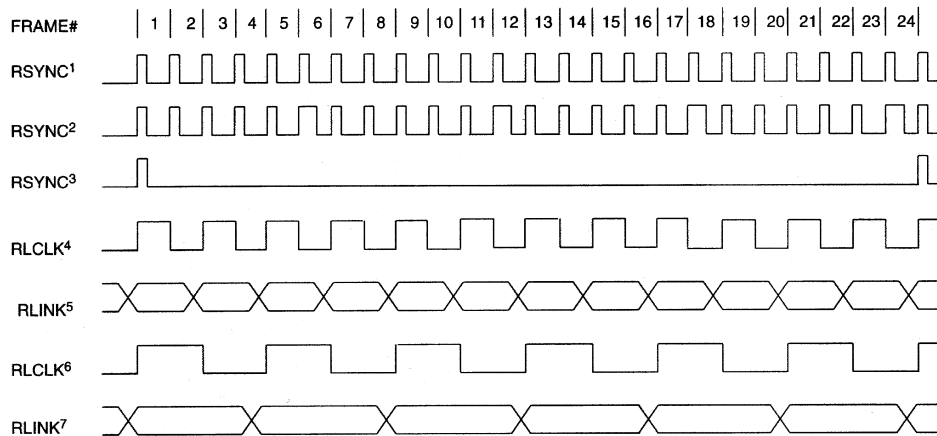 FRAME# 1 2 3 4 5 6 7 8 9 10 11 12 13 14 15 16 17 18 19 20 21 22 23 24
RSYNC¹
RSYNC²
RSYNC³
RLCLK⁴
RLINK⁵
RLCLK⁶
RLINK⁷